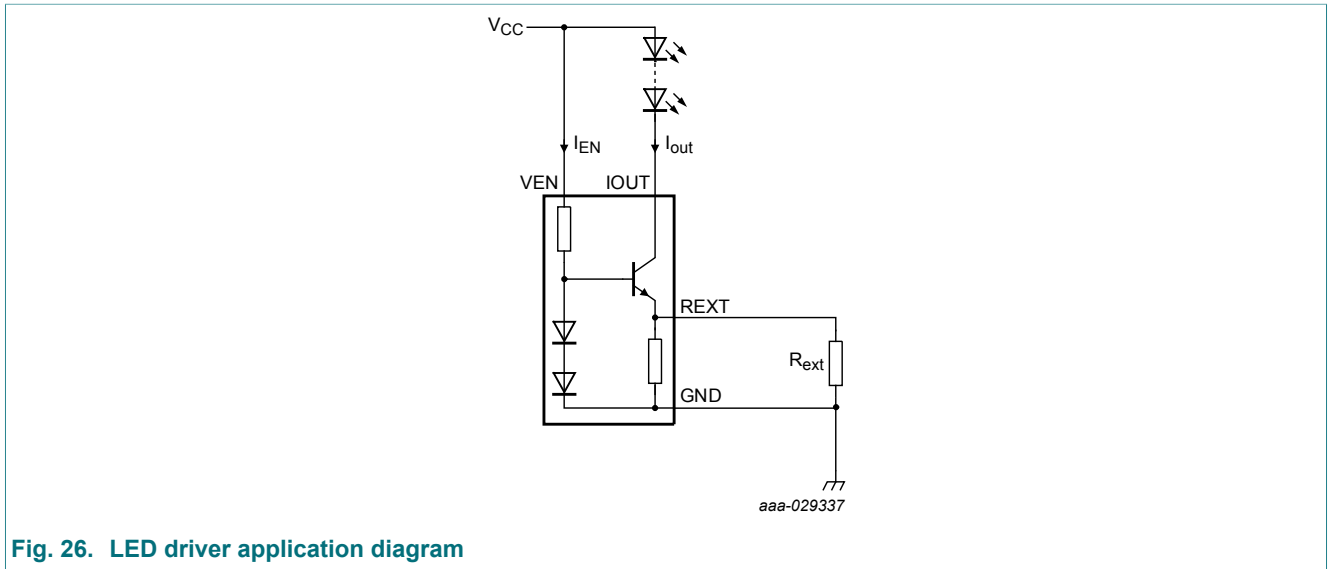 VCC
IEN
Iout
VEN
IOUT
REXT
Rext
GND
aaa-029337
Fig. 26. LED driver application diagram